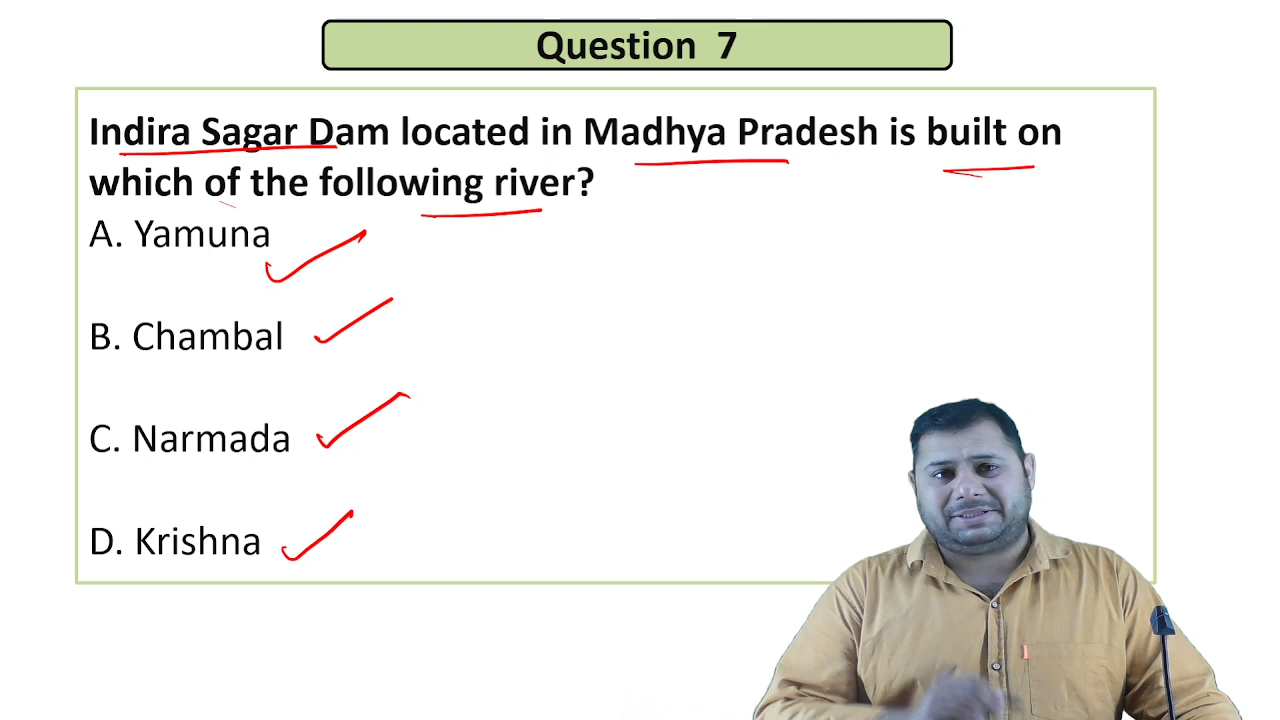 Question 7
Indira Sagar Dam located in Madhya Pradesh is built on
which of the following river?
A. Yamuna
B. Chambal
C. Narmada
D. Krishna